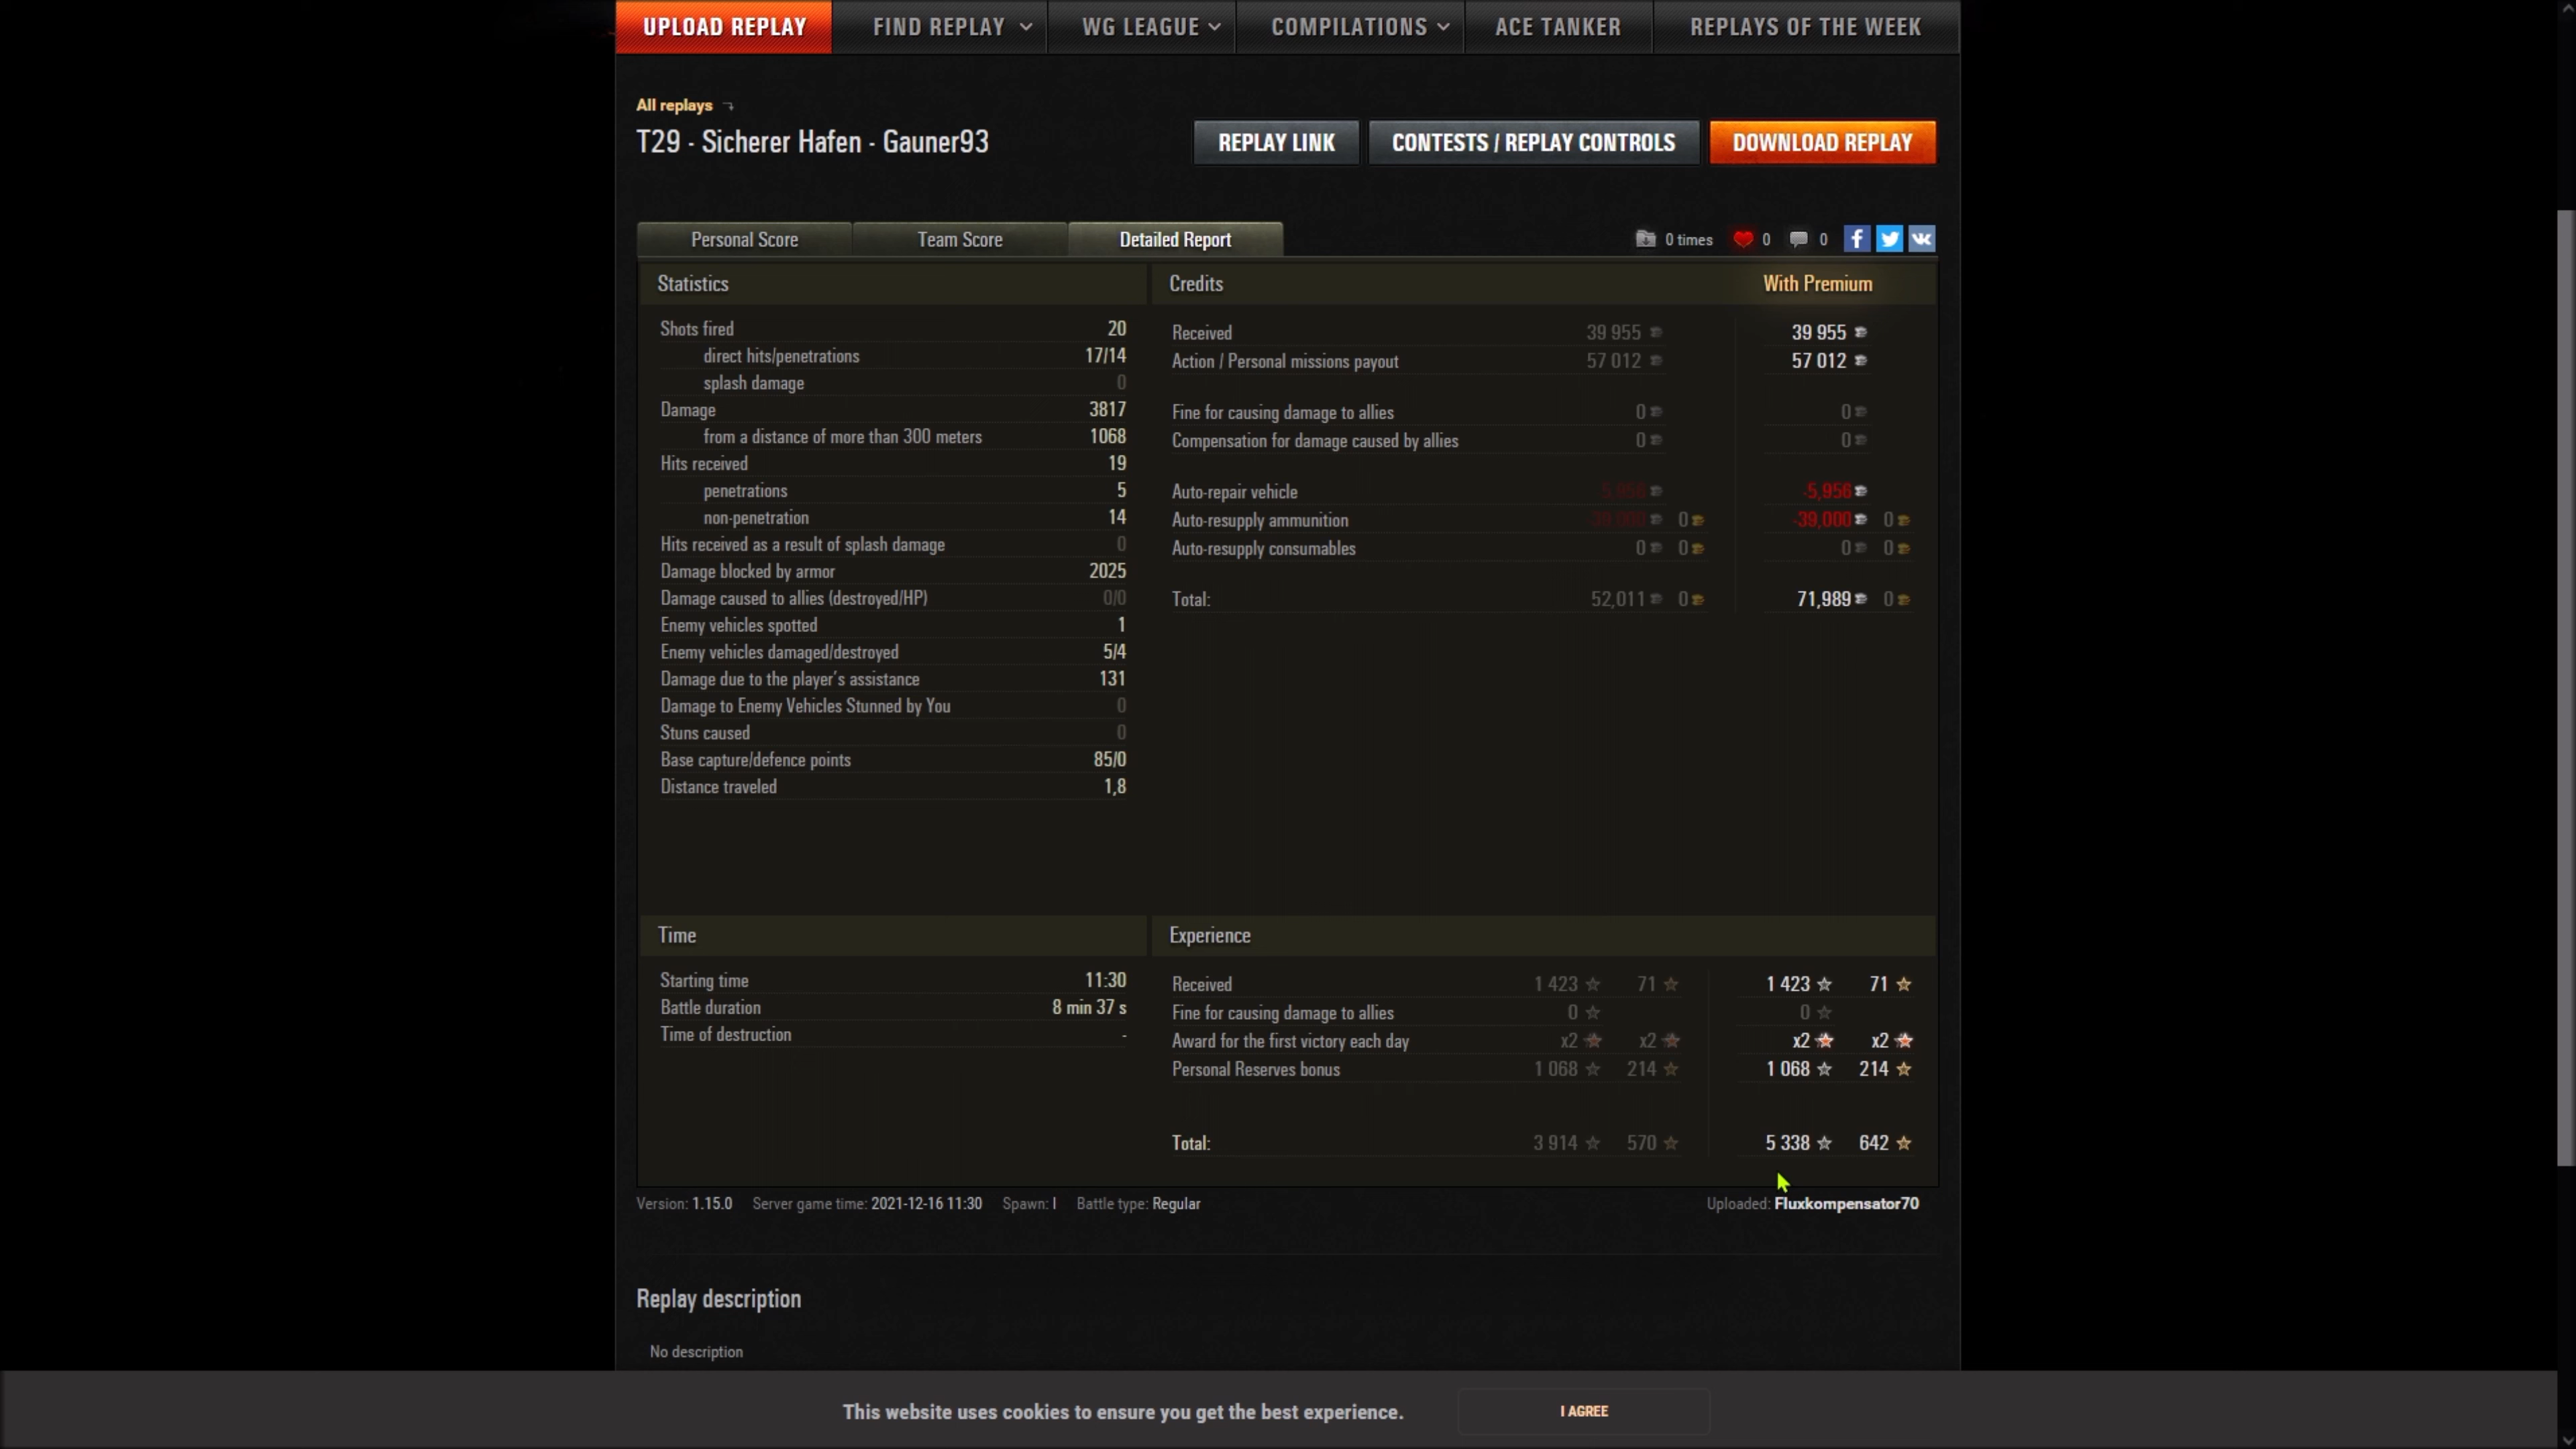 UPLOAD REPLAY FIND REPLAY WG LEAGUE COMPILATIONS ACE TANKER REPLAYS OF THE WEEK
All replays
T29 - Sicherer Hafen - Gauner93 REPLAY LINK CONTESTS / REPLAY CONTROLS DOWNLOAD REPLAY
Personal Score Team Score Detailed Report 0 times 0 0
Statistics
Shots fired 20
direct hits/penetrations 17/14
splash damage 0
Damage 3817
from a distance of more than 300 meters 1068
Hits received 19
penetrations 5
non-penetration 14
Hits received as a result of splash damage 0
Damage blocked by armor 2025
Damage caused to allies (destroyed/HP) 0/0
Enemy vehicles spotted 1
Enemy vehicles damaged/destroyed 5/4
Damage due to the player's assistance 131
Damage to Enemy Vehicles Stunned by You 0
Stuns caused 0
Base capture/defence points 85/0
Distance traveled 1,8
Credits With Premium
Received 39 955 39 955
Action / Personal missions payout 57 012 57 012
Fine for causing damage to allies 0 0
Compensation for damage caused by allies 0 0
Auto-repair vehicle -5,956 -5,956
Auto-resupply ammunition -39,000 0 -39,000 0
Auto-resupply consumables 0 0 0 0
Total: 52,011 0 71,989 0
Time
Starting time 11:30
Battle duration 8 min 37 s
Time of destruction -
Experience
Received 1 423 71 1 423 71
Fine for causing damage to allies 0 0
Award for the first victory each day x2 x2 x2 x2
Personal Reserves bonus 1 068 214 1 068 214
Total: 3 914 570 5 338 642
Version: 1.15.0 Server game time: 2021-12-16 11:30 Spawn: I Battle type: Regular Uploaded: Fluxkompensator70
Replay description
No description
This website uses cookies to ensure you get the best experience. I AGREE